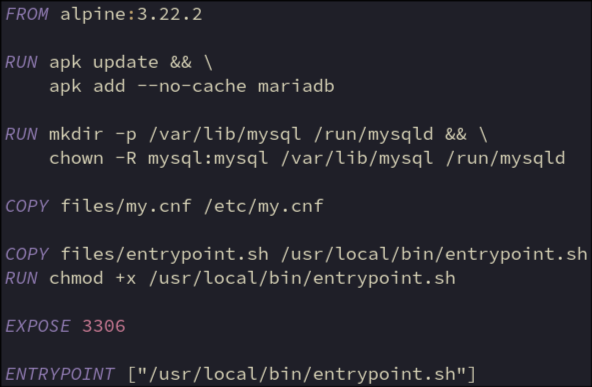 FROM alpine:3.22.2
RUN apk update && \
apk add --no-cache mariadb
RUN mkdir -p /var/lib/mysql /run/mysqld && \
chown -R mysql:mysql /var/lib/mysql /run/mysqld
COPY files/my.cnf /etc/my.cnf
COPY files/entrypoint.sh /usr/local/bin/entrypoint.sh
RUN chmod +x /usr/local/bin/entrypoint.sh
EXPOSE 3306
ENTRYPOINT ["/usr/local/bin/entrypoint.sh"]